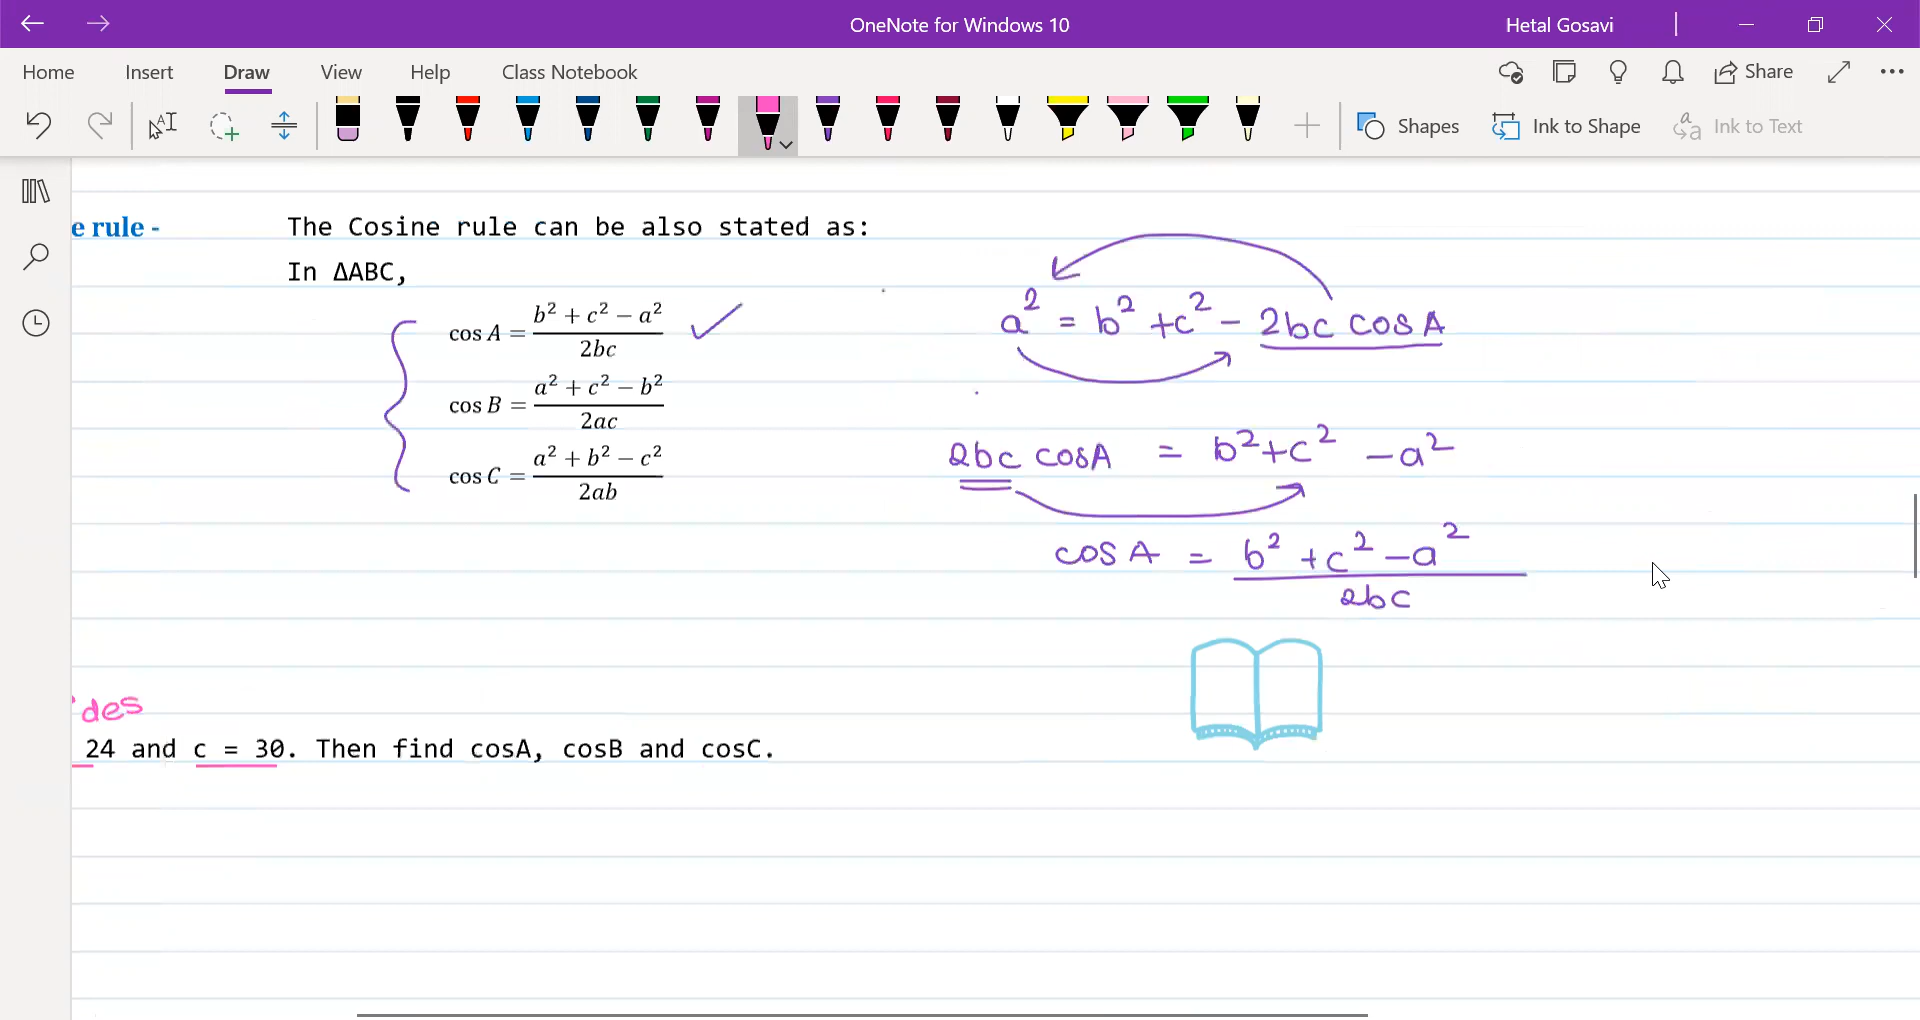 OneNote for Windows 10
Hetal Gosavi
Home Insert Draw View Help Class Notebook Share
Shapes Ink to Shape Ink to Text
e rule -
The Cosine rule can be also stated as:
In ΔABC,
cos A = (b² + c² − a²) / 2bc
cos B = (a² + c² − b²) / 2ac
cos C = (a² + b² − c²) / 2ab
a² = b² + c² − 2bc cos A
2bc cosA = b² + c² − a²
cos A = (b² + c² − a²) / 2bc
des
24 and c = 30. Then find cosA, cosB and cosC.